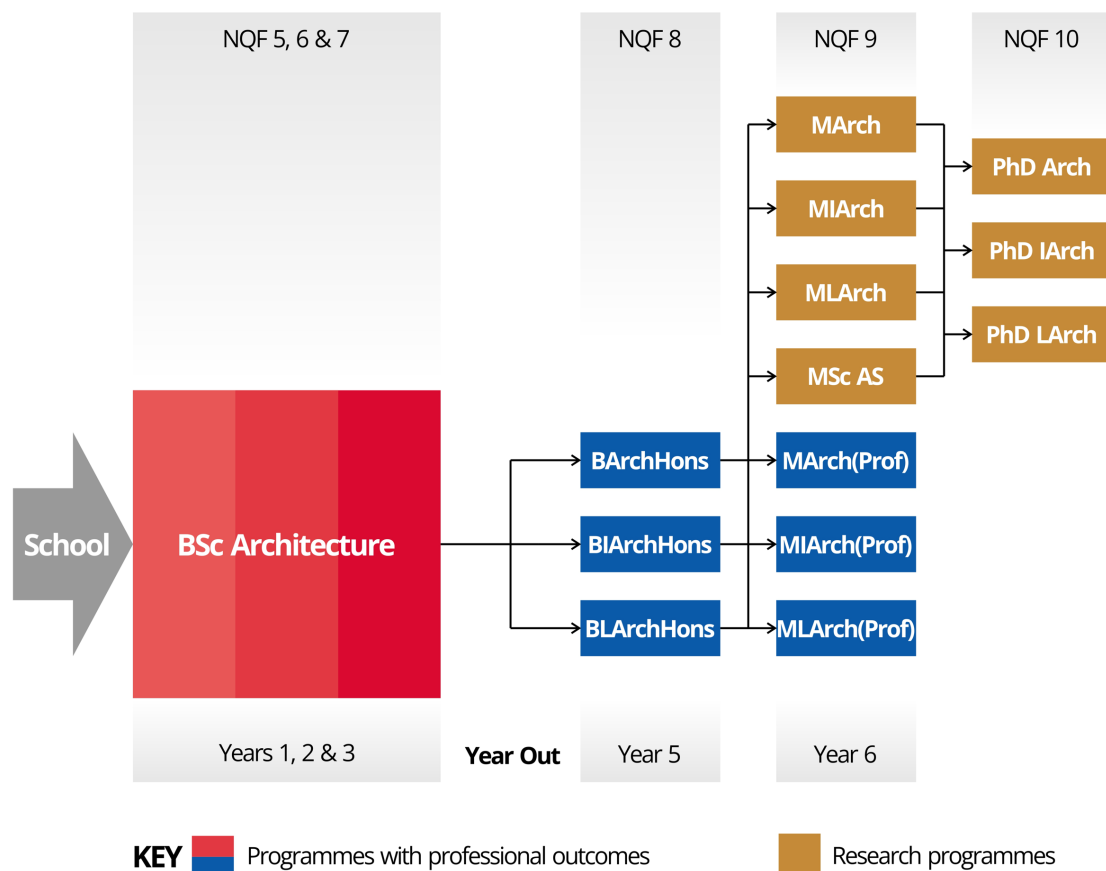 NQF 5, 6 & 7
NQF 8
NQF 9
NQF 10
MArch
PhD Arch
MIArch
PhD IArch
MLArch
PhD LArch
MSc AS
BArchHons
MArch(Prof)
School
BSc Architecture
BIArchHons
MIArch(Prof)
BLArchHons
MLArch(Prof)
Years 1, 2 & 3
Year Out
Year 5
Year 6
KEY
Programmes with professional outcomes
Research programmes